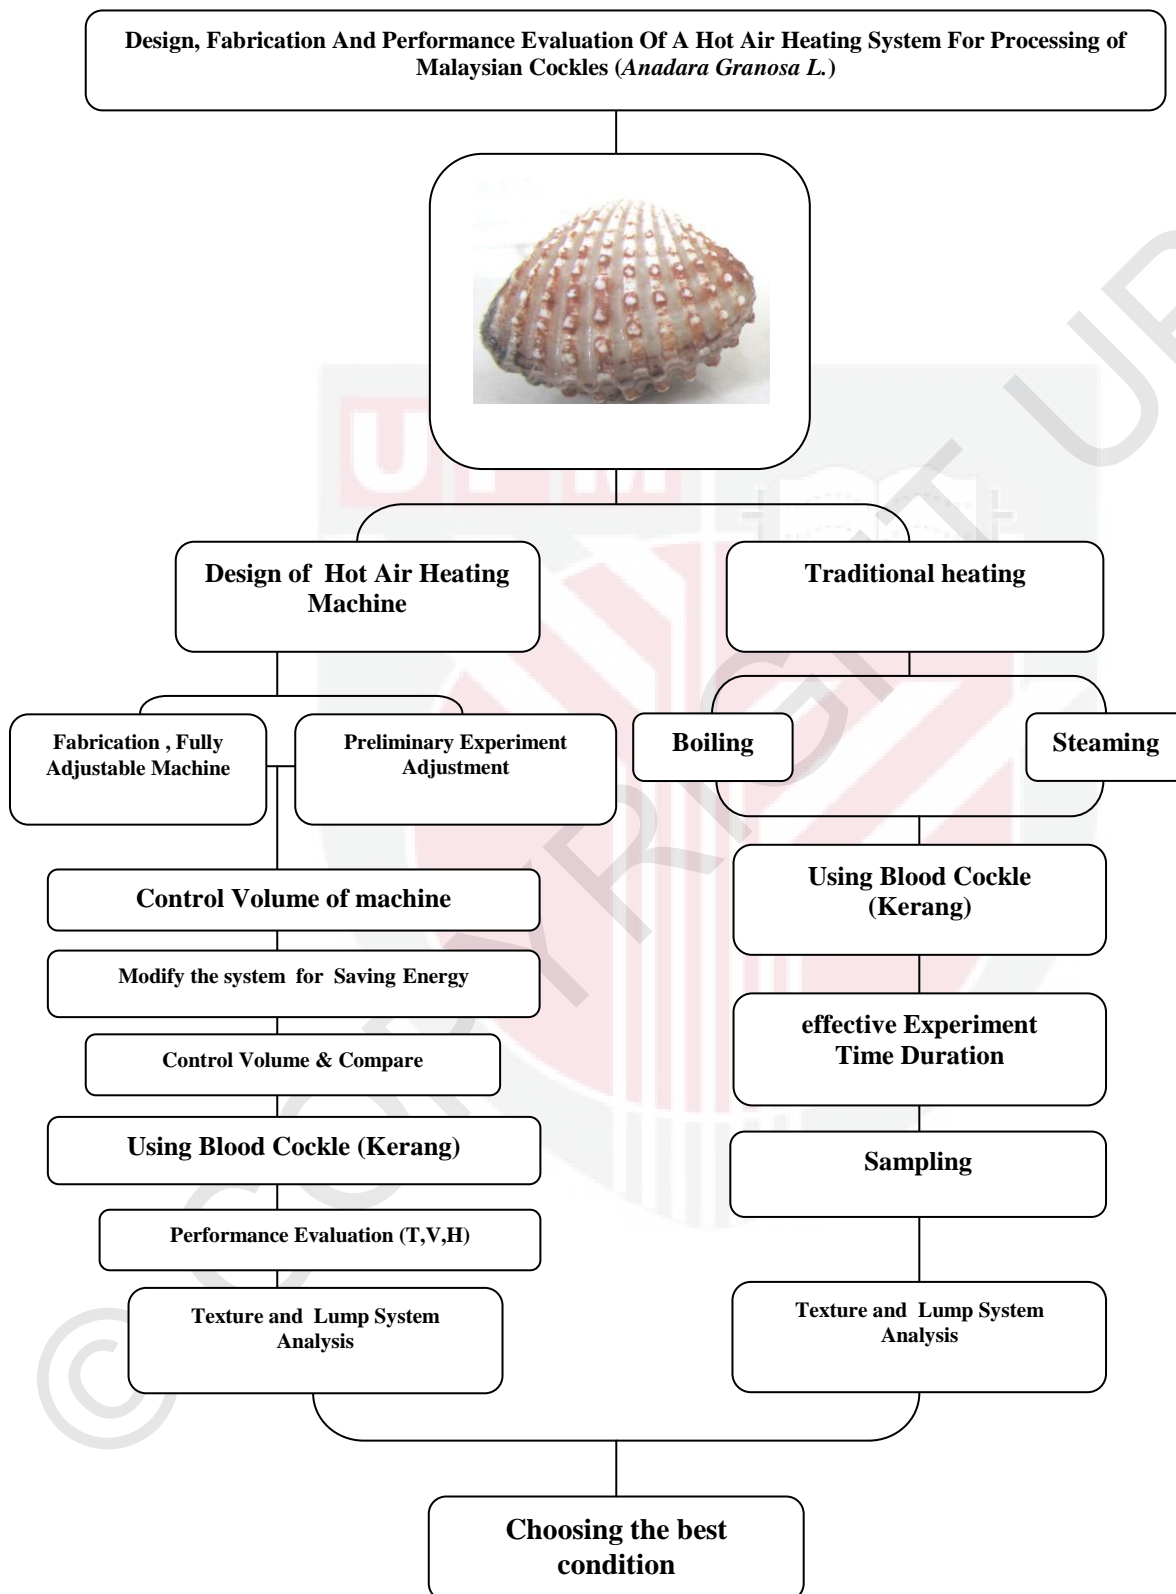 Design, Fabrication And Performance Evaluation Of A Hot Air Heating System For Processing of
Malaysian Cockles (Anadara Granosa L.)
UPM
Design of Hot Air Heating
Machine
Traditional heating
Fabrication , Fully
Adjustable Machine
Preliminary Experiment
Adjustment
Boiling
Steaming
Control Volume of machine
Using Blood Cockle
(Kerang)
Modify the system for Saving Energy
effective Experiment
Time Duration
Control Volume & Compare
Using Blood Cockle (Kerang)
Sampling
Performance Evaluation (T,V,H)
Texture and Lump System
Analysis
Texture and Lump System
Analysis
Choosing the best
condition
© COPYRIGHT UP